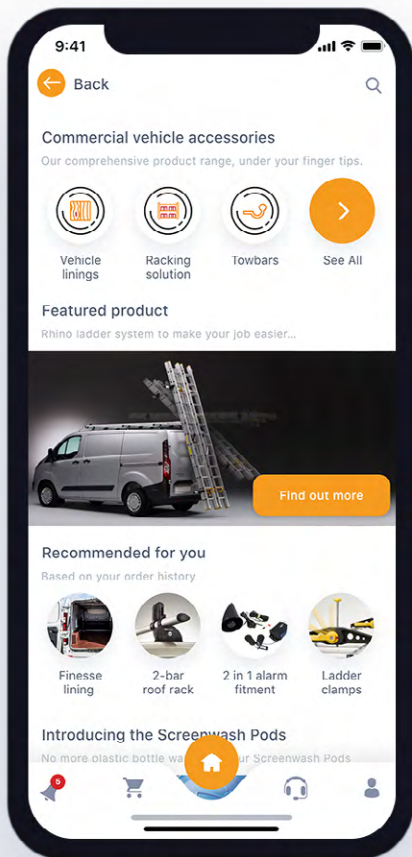 9:41
Back
Commercial vehicle accessories
Our comprehensive product range, under your finger tips.
Vehicle
linings
Racking
solution
Towbars
See All
Featured product
Rhino ladder system to make your job easier...
Find out more
Recommended for you
Based on your order history
Finesse
lining
2-bar
roof rack
2 in 1 alarm
fitment
Ladder
clamps
Introducing the Screenwash Pods
No more plastic bottle Screenwash Pods
5